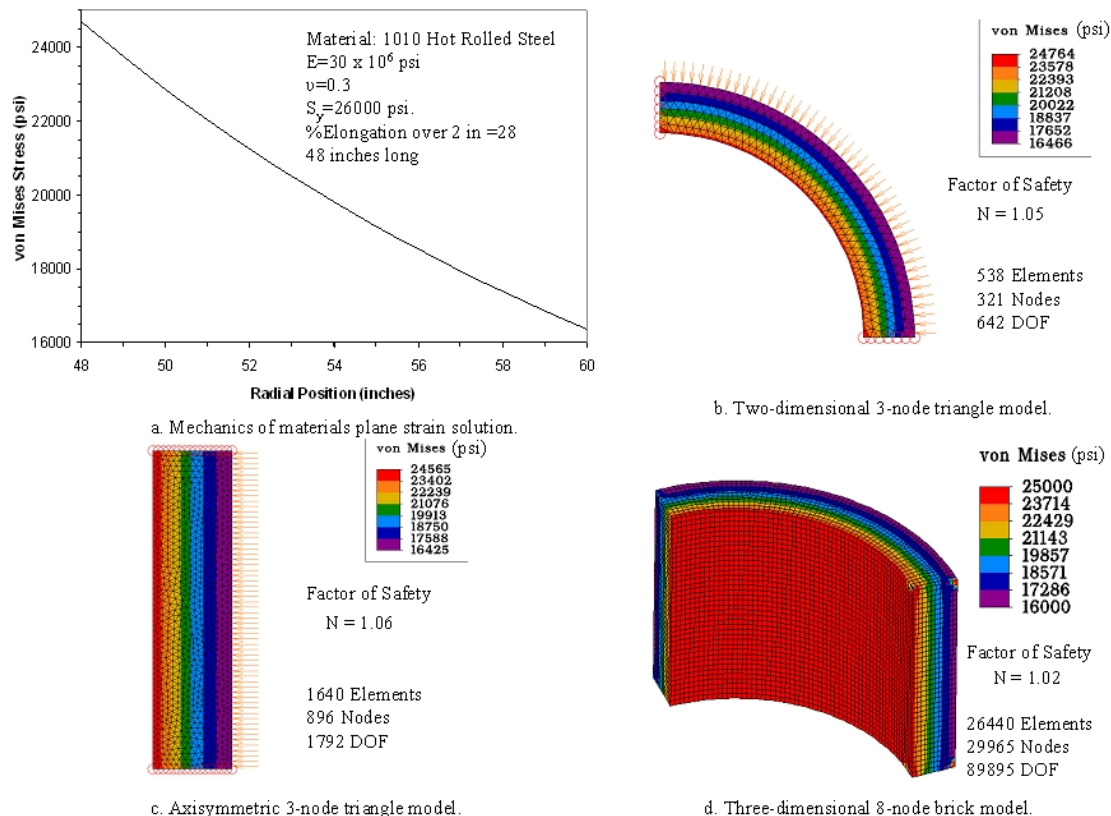 24000
22000
20000
18000
16000
von Mises Stress (psi)
48
50
52
54
56
58
60
Radial Position (inches)
Material: 1010 Hot Rolled Steel
E=30 x 10⁶ psi
υ=0.3
Sy=26000 psi.
%Elongation over 2 in =28
48 inches long
a. Mechanics of materials plane strain solution.
von Mises (psi)
24764
23578
22393
21208
20022
18837
17652
16466
Factor of Safety
N = 1.05
538 Elements
321 Nodes
642 DOF
b. Two-dimensional 3-node triangle model.
von Mises (psi)
24565
23402
22239
21076
19913
18750
17588
16425
Factor of Safety
N = 1.06
1640 Elements
896 Nodes
1792 DOF
c. Axisymmetric 3-node triangle model.
von Mises (psi)
25000
23714
22429
21143
19857
18571
17286
16000
Factor of Safety
N = 1.02
26440 Elements
29965 Nodes
89895 DOF
d. Three-dimensional 8-node brick model.